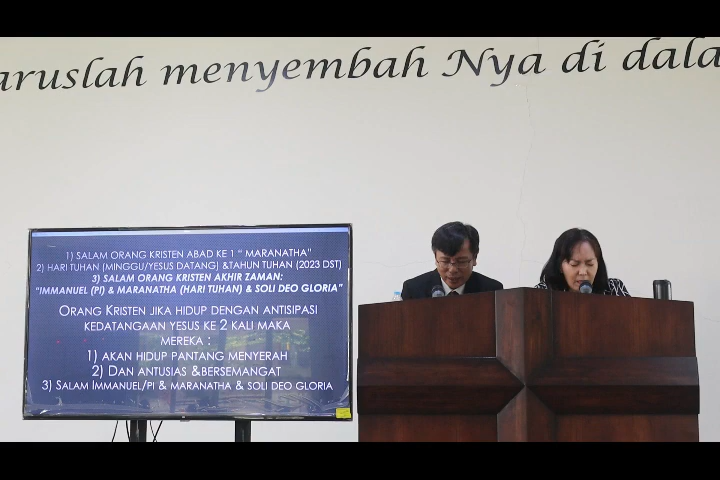 aruslah menyembah Nya di dala
1) SALAM ORANG KRISTEN ABAD KE 1 “ MARANATHA”
2) HARI TUHAN (MINGGU/YESUS DATANG) &TAHUN TUHAN (2023 DST)
3) SALAM ORANG KRISTEN AKHIR ZAMAN:
“IMMANUEL (PI) & MARANATHA (HARI TUHAN) & SOLI DEO GLORIA”
ORANG KRISTEN JIKA HIDUP DENGAN ANTISIPASI
KEDATANGAAN YESUS KE 2 KALI MAKA
MEREKA :
1) AKAN HIDUP PANTANG MENYERAH
2) DAN ANTUSIAS &BERSEMANGAT
3) SALAM IMMANUEL/PI & MARANATHA & SOLI DEO GLORIA